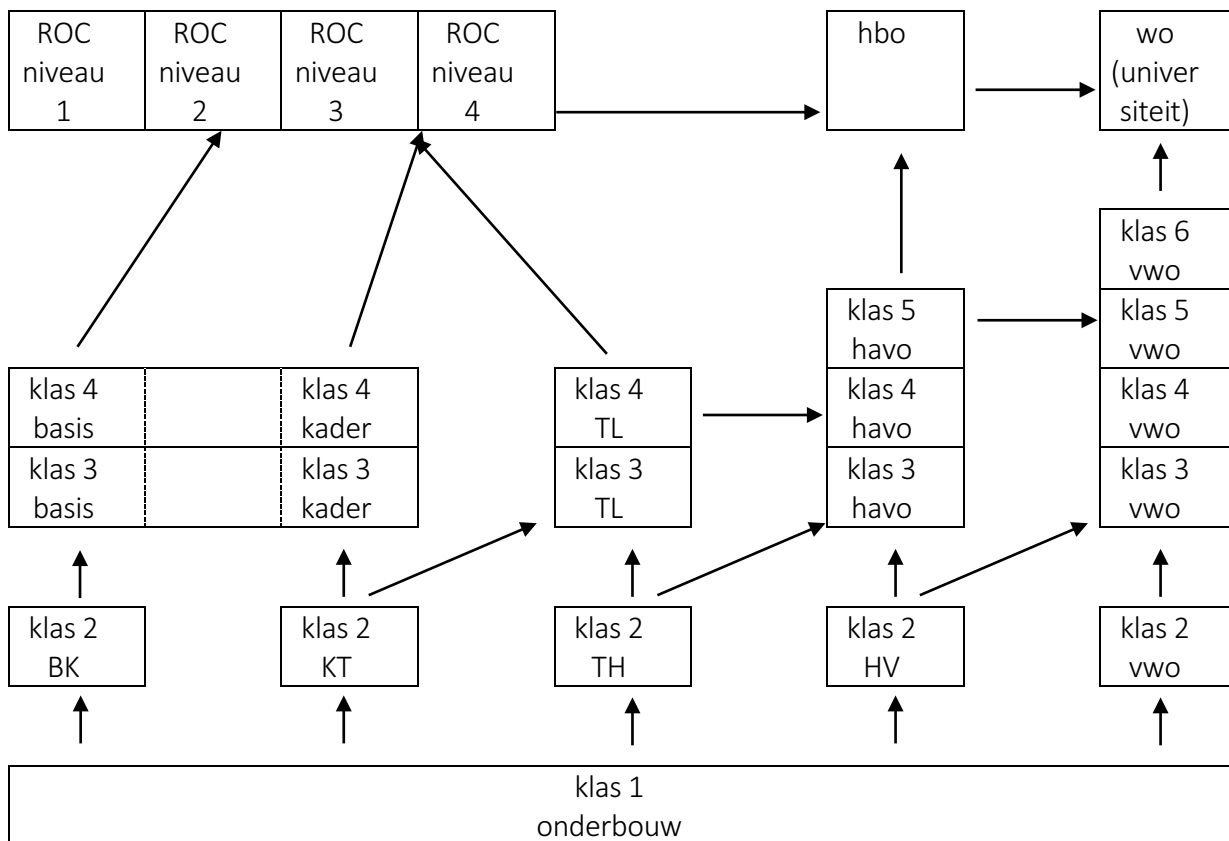 ROC
niveau
1
ROC
niveau
2
ROC
niveau
3
ROC
niveau
4
hbo
wo
(univer
siteit)
klas 6
vwo
klas 5
havo
klas 5
vwo
klas 4
basis
klas 4
kader
klas 4
TL
klas 4
havo
klas 4
vwo
klas 3
basis
klas 3
kader
klas 3
TL
klas 3
havo
klas 3
vwo
klas 2
BK
klas 2
KT
klas 2
TH
klas 2
HV
klas 2
vwo
klas 1
onderbouw